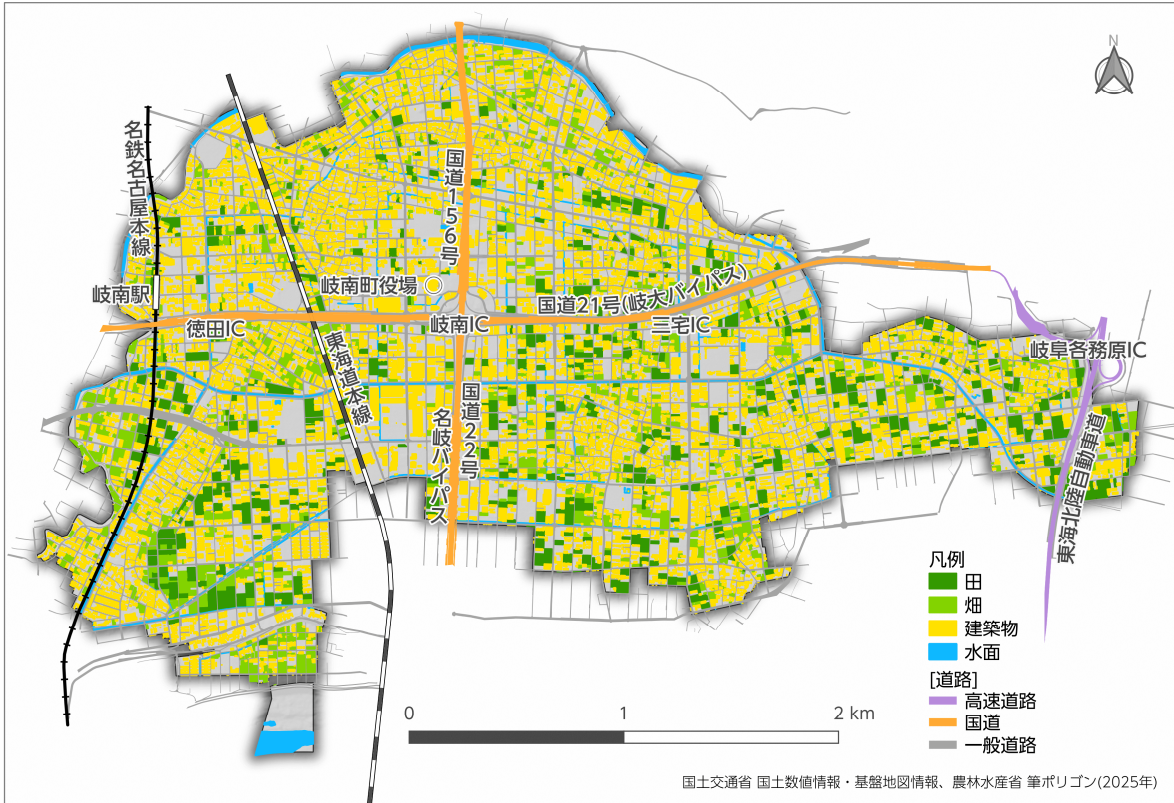 N
名鉄名古屋本線
国道156号
岐南町役場
岐南駅
国道21号(岐大バイパス)
徳田IC
岐南IC
三宅IC
東海道本線
岐阜各務原IC
国道22号
名岐バイパス
東海北陸自動車道
凡例
田
畑
建築物
水面
[道路]
高速道路
国道
一般道路
0 1 2 km
国土交通省 国土数値情報・基盤地図情報、農林水産省 筆ポリゴン(2025年)